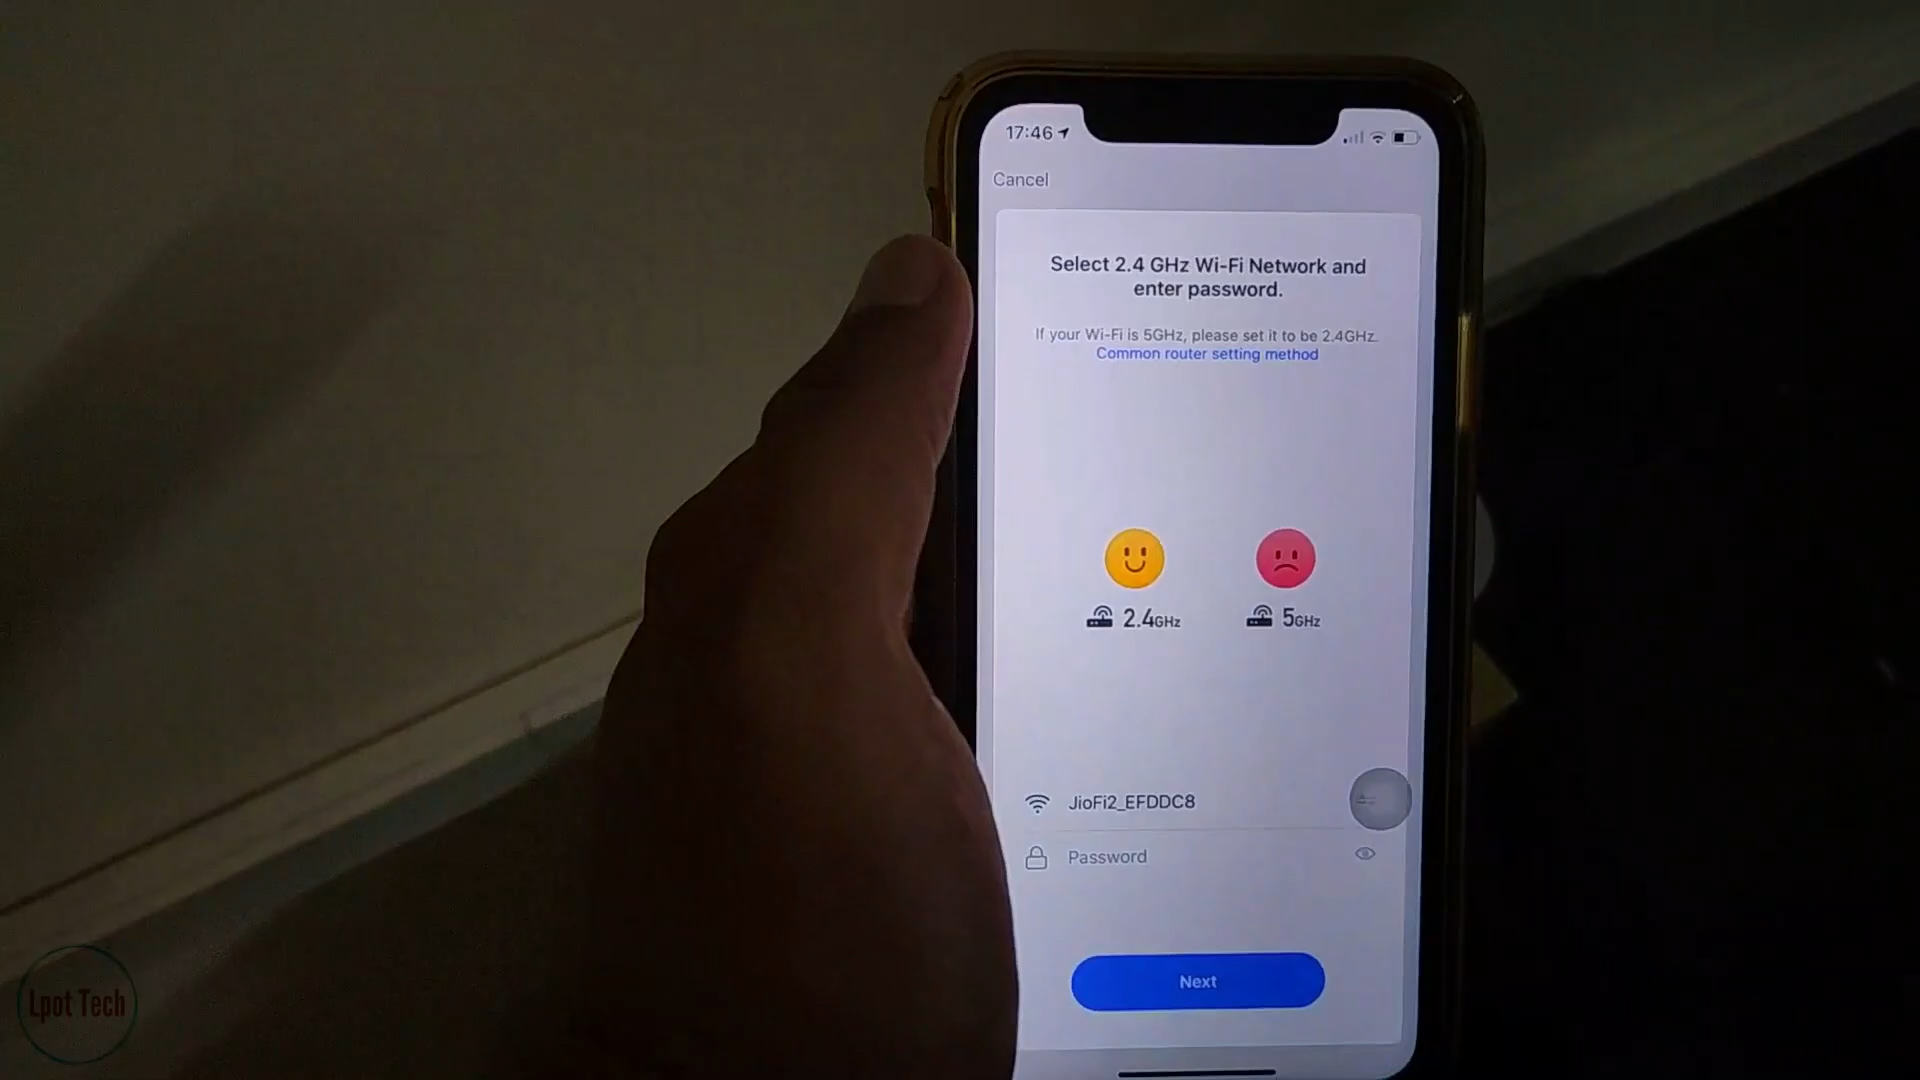 17:46
Cancel
Select 2.4 GHz Wi-Fi Network and
enter password.
If your Wi-Fi is 5GHz, please set it to be 2.4GHz.
Common router setting method
2.4GHz
5GHz
JioFi2_EFDDC8
Password
Next
Lpot Tech